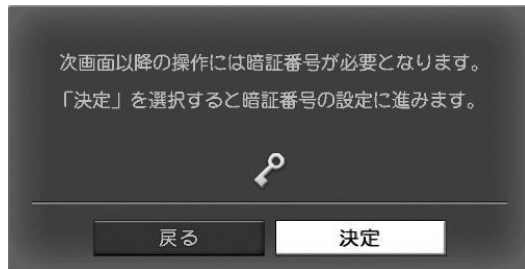 次画面以降の操作には暗証番号が必要となります。
「決定」を選択すると暗証番号の設定に進みます。
戻る
決定